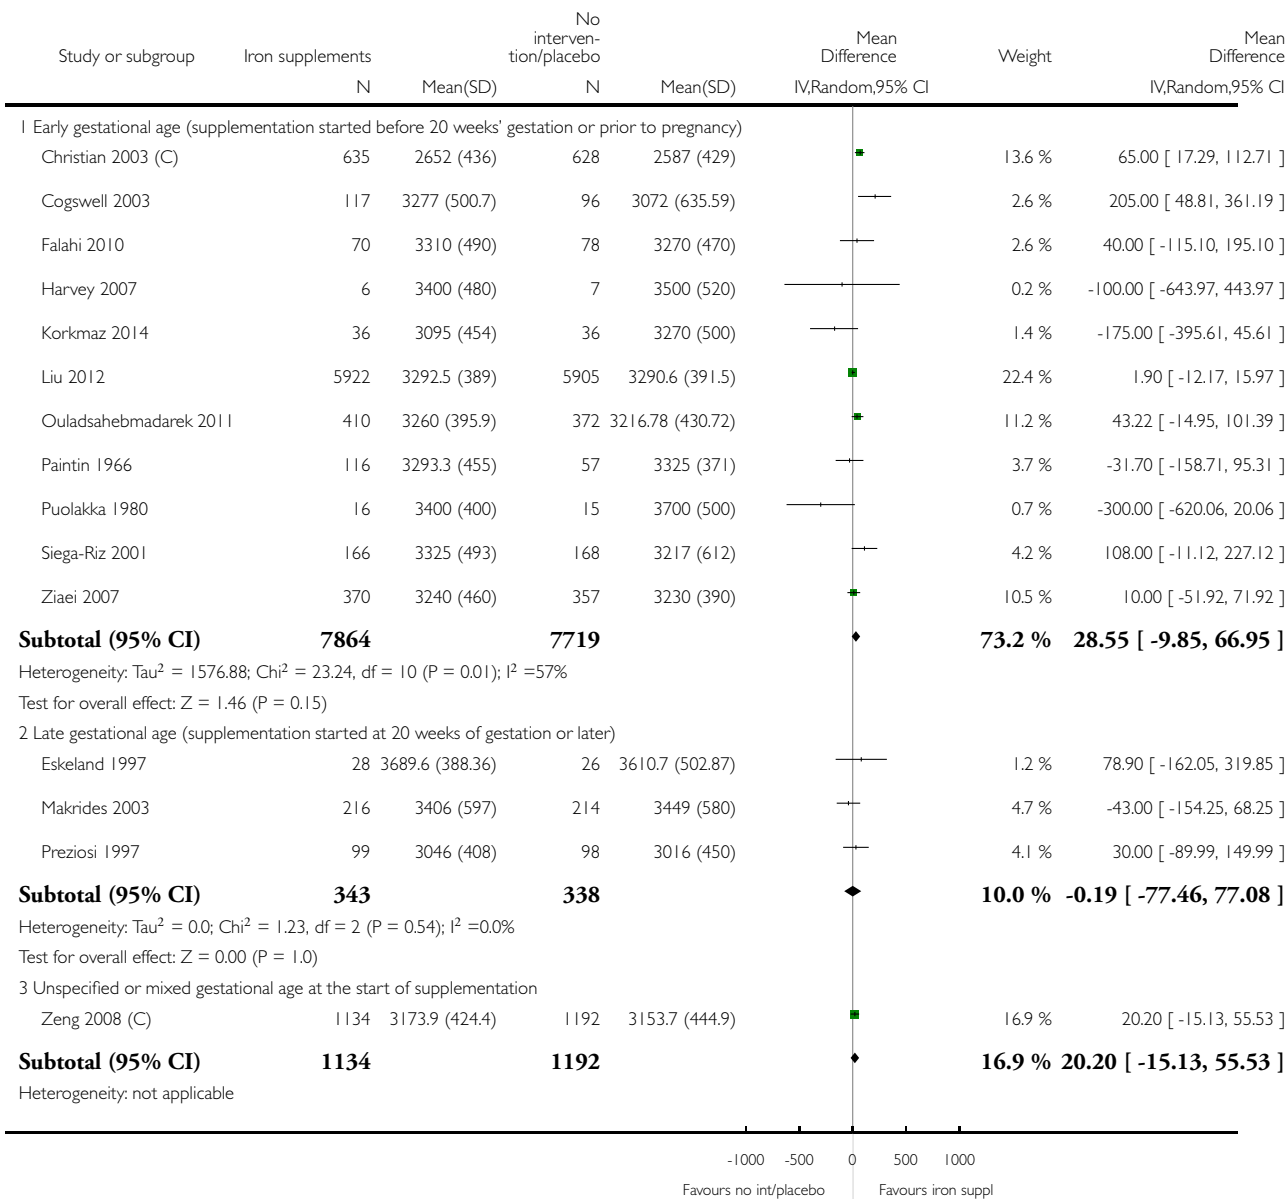 Study or subgroup Iron supplements No interven- tion/placebo Mean Difference Weight Mean Difference
N Mean(SD) N Mean(SD) IV,Random,95% CI IV,Random,95% CI
1 Early gestational age (supplementation started before 20 weeks' gestation or prior to pregnancy)
Christian 2003 (C) 635 2652 (436) 628 2587 (429) 13.6 % 65.00 [ 17.29, 112.71 ]
Cogswell 2003 117 3277 (500.7) 96 3072 (635.59) 2.6 % 205.00 [ 48.81, 361.19 ]
Falahi 2010 70 3310 (490) 78 3270 (470) 2.6 % 40.00 [ -115.10, 195.10 ]
Harvey 2007 6 3400 (480) 7 3500 (520) 0.2 % -100.00 [ -643.97, 443.97 ]
Korkmaz 2014 36 3095 (454) 36 3270 (500) 1.4 % -175.00 [ -395.61, 45.61 ]
Liu 2012 5922 3292.5 (389) 5905 3290.6 (391.5) 22.4 % 1.90 [ -12.17, 15.97 ]
Ouladsahebmadarek 2011 410 3260 (395.9) 372 3216.78 (430.72) 11.2 % 43.22 [ -14.95, 101.39 ]
Paintin 1966 116 3293.3 (455) 57 3325 (371) 3.7 % -31.70 [ -158.71, 95.31 ]
Puolakka 1980 16 3400 (400) 15 3700 (500) 0.7 % -300.00 [ -620.06, 20.06 ]
Siega-Riz 2001 166 3325 (493) 168 3217 (612) 4.2 % 108.00 [ -11.12, 227.12 ]
Ziaei 2007 370 3240 (460) 357 3230 (390) 10.5 % 10.00 [ -51.92, 71.92 ]
Subtotal (95% CI) 7864 7719 73.2 % 28.55 [ -9.85, 66.95 ]
Heterogeneity: Tau² = 1576.88; Chi² = 23.24, df = 10 (P = 0.01); I² =57%
Test for overall effect: Z = 1.46 (P = 0.15)
2 Late gestational age (supplementation started at 20 weeks of gestation or later)
Eskeland 1997 28 3689.6 (388.36) 26 3610.7 (502.87) 1.2 % 78.90 [ -162.05, 319.85 ]
Makrides 2003 216 3406 (597) 214 3449 (580) 4.7 % -43.00 [ -154.25, 68.25 ]
Preziosi 1997 99 3046 (408) 98 3016 (450) 4.1 % 30.00 [ -89.99, 149.99 ]
Subtotal (95% CI) 343 338 10.0 % -0.19 [ -77.46, 77.08 ]
Heterogeneity: Tau² = 0.0; Chi² = 1.23, df = 2 (P = 0.54); I² =0.0%
Test for overall effect: Z = 0.00 (P = 1.0)
3 Unspecified or mixed gestational age at the start of supplementation
Zeng 2008 (C) 1134 3173.9 (424.4) 1192 3153.7 (444.9) 16.9 % 20.20 [ -15.13, 55.53 ]
Subtotal (95% CI) 1134 1192 16.9 % 20.20 [ -15.13, 55.53 ]
Heterogeneity: not applicable
-1000 -500 0 500 1000
Favours no int/placebo Favours iron suppl